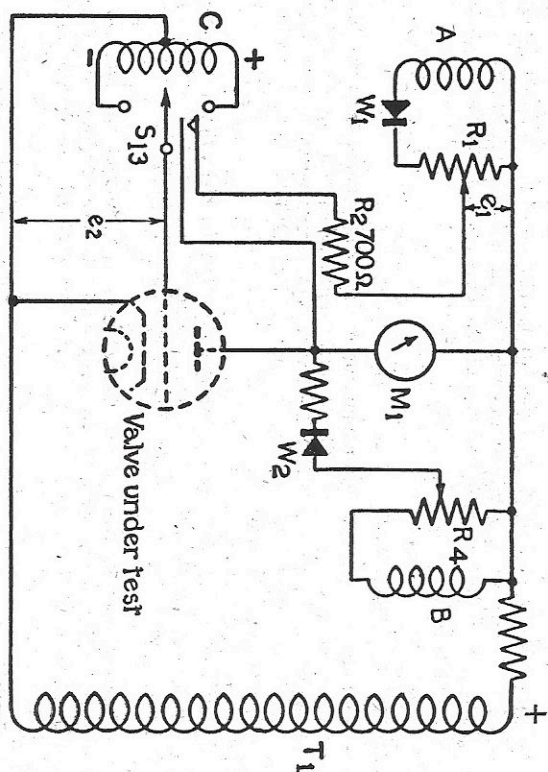 A
W1
R1
e1
C
+
-
S13
R2 700Ω
e2
M1
W2
R4
B
Valve under test
+
T1